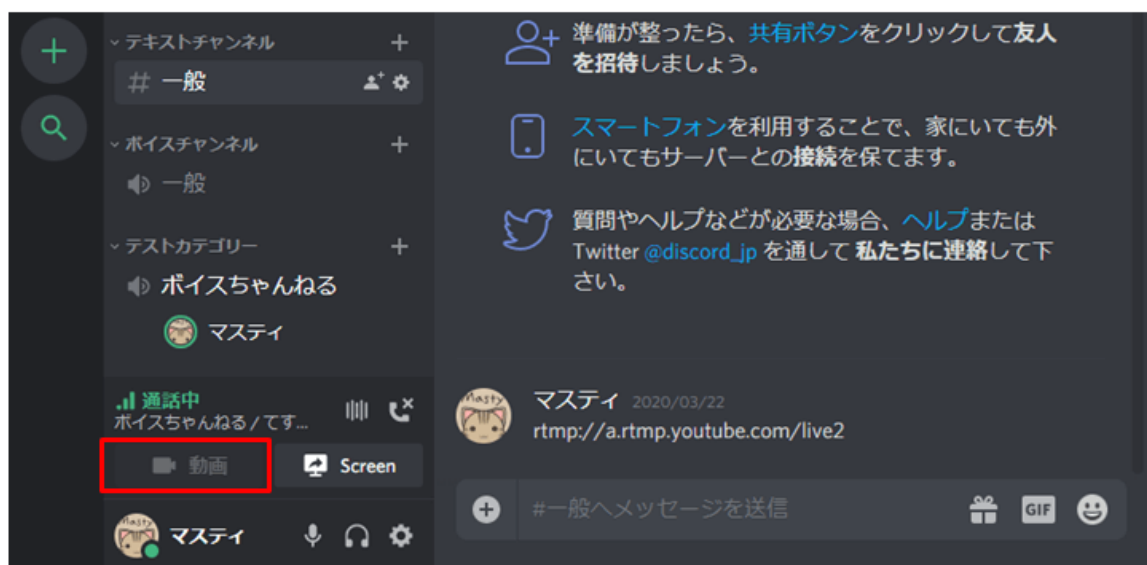 テキストチャンネル
# 一般
ボイスチャンネル
一般
テストカテゴリー
ボイスちゃんねる
マスティ
通話中
ボイスちゃんねる / てす...
動画
Screen
マスティ
準備が整ったら、共有ボタンをクリックして友人
を招待しましょう。
スマートフォンを利用することで、家にいても外
にいてもサーバーとの接続を保てます。
質問やヘルプなどが必要な場合、ヘルプまたは
Twitter @discord_jp を通して 私たちに連絡して下
さい。
Masty
マスティ 2020/03/22
rtmp://a.rtmp.youtube.com/live2
#一般へメッセージを送信
GIF
Masty